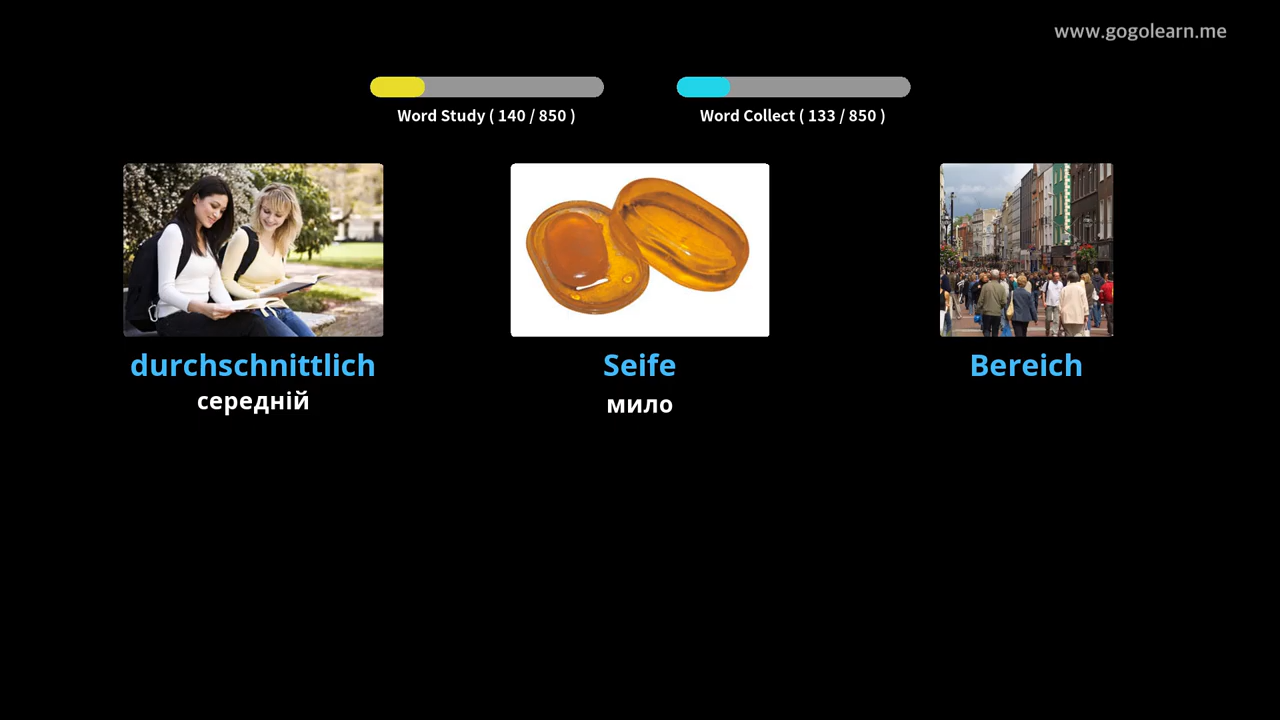 www.gogolearn.me
Word Study ( 140 / 850 )
Word Collect ( 133 / 850 )
durchschnittlich
середній
Seife
мило
Bereich